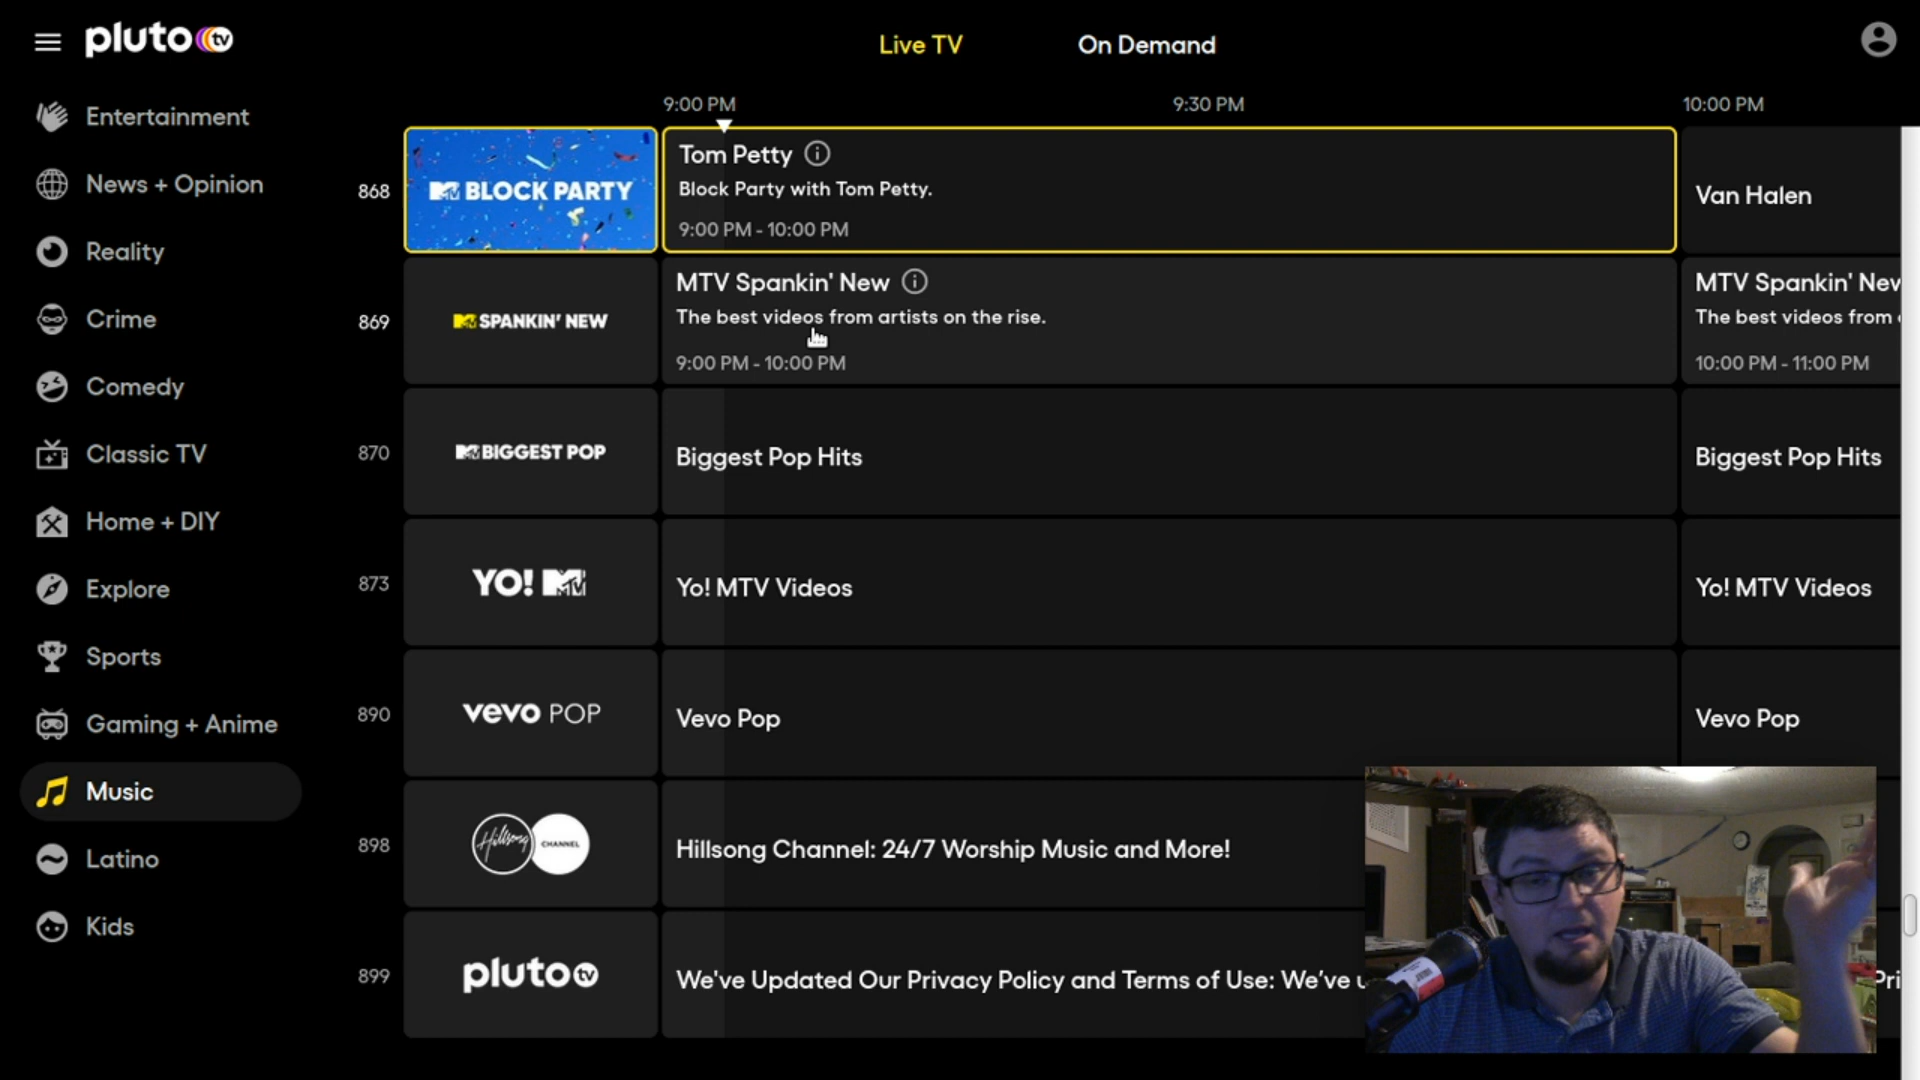 pluto tv
Live TV
On Demand
9:00 PM
9:30 PM
10:00 PM
Entertainment
News + Opinion
Reality
Crime
Comedy
Classic TV
Home + DIY
Explore
Sports
Gaming + Anime
Music
Latino
Kids
868
MTV BLOCK PARTY
Tom Petty
Block Party with Tom Petty.
9:00 PM - 10:00 PM
Van Halen
869
MTV SPANKIN' NEW
MTV Spankin' New
The best videos from artists on the rise.
9:00 PM - 10:00 PM
MTV Spankin' New
The best videos from
10:00 PM - 11:00 PM
870
MTV BIGGEST POP
Biggest Pop Hits
Biggest Pop Hits
873
YO! MTV
Yo! MTV Videos
Yo! MTV Videos
890
vevo POP
Vevo Pop
Vevo Pop
898
Hillsong CHANNEL
Hillsong Channel: 24/7 Worship Music and More!
899
pluto tv
We've Updated Our Privacy Policy and Terms of Use: We've u
Pri